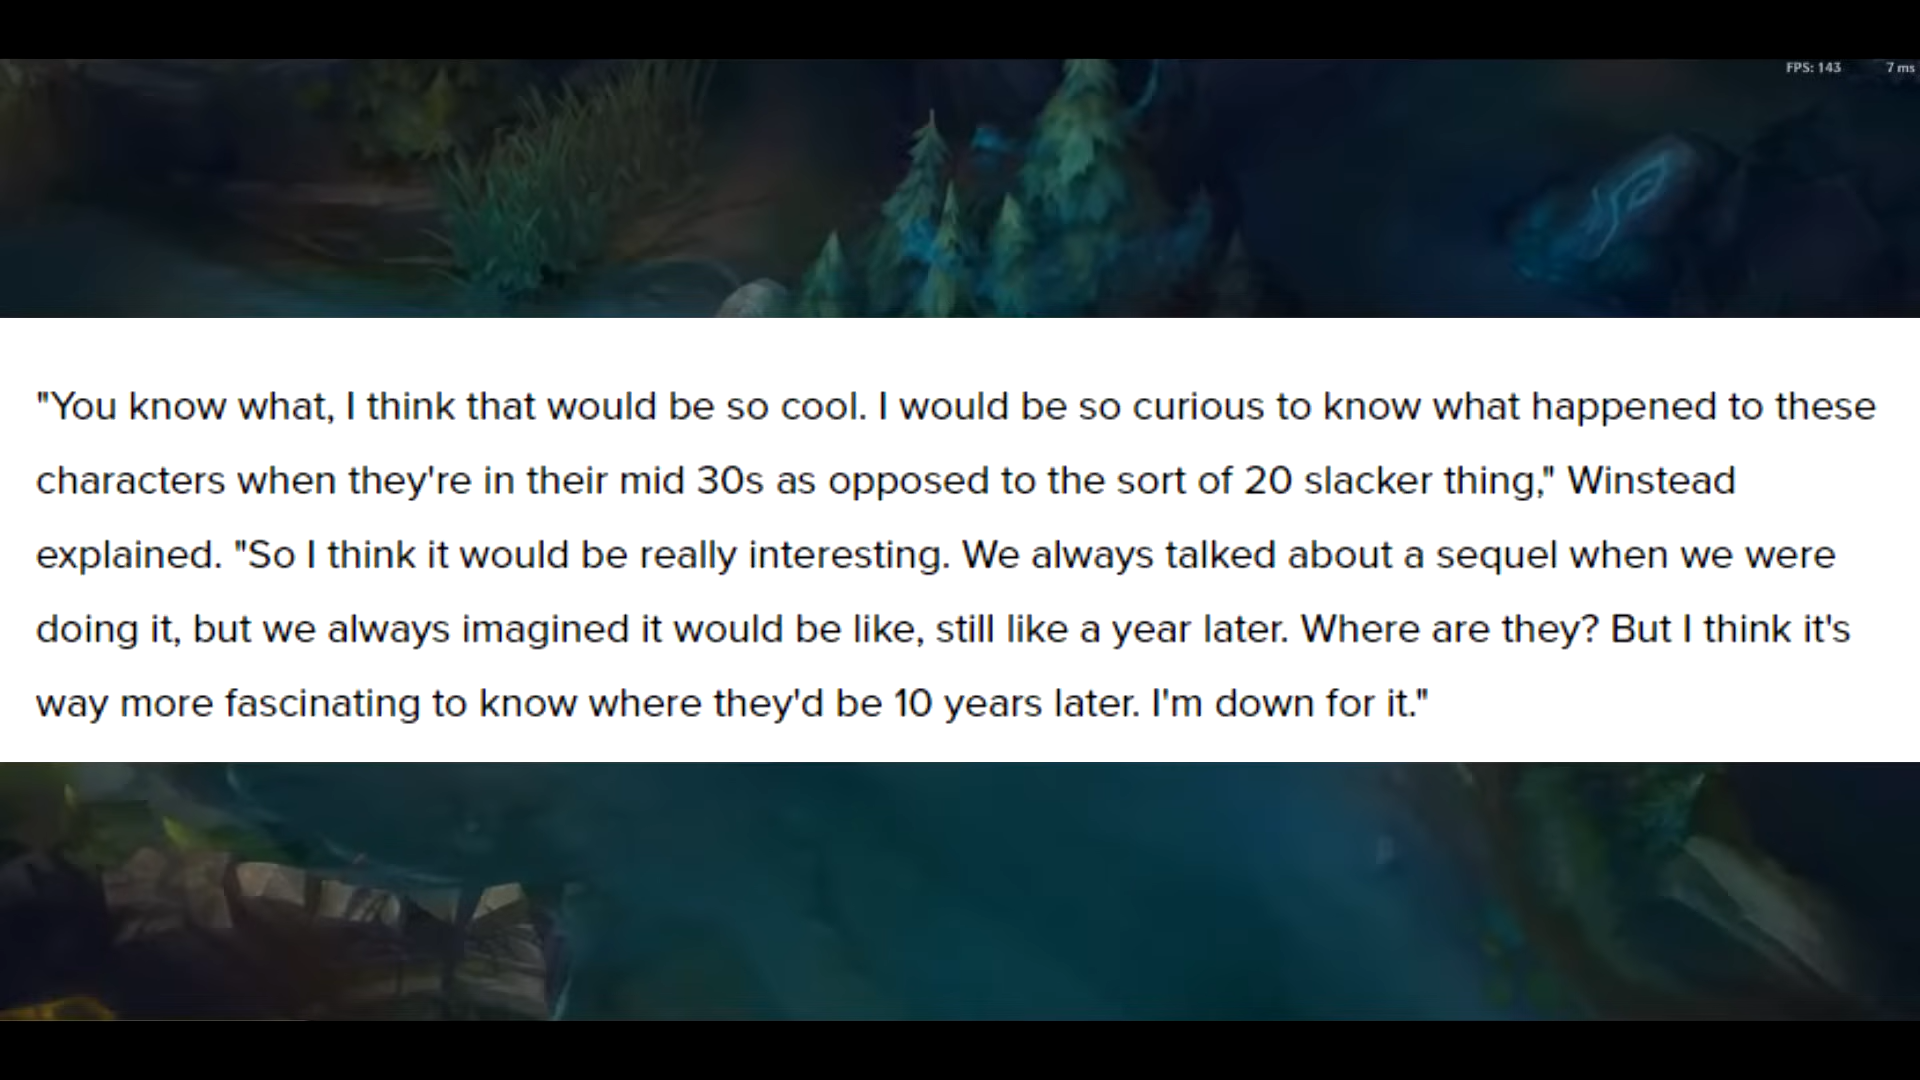 FPS: 143 7 ms
"You know what, I think that would be so cool. I would be so curious to know what happened to these
characters when they're in their mid 30s as opposed to the sort of 20 slacker thing," Winstead
explained. "So I think it would be really interesting. We always talked about a sequel when we were
doing it, but we always imagined it would be like, still like a year later. Where are they? But I think it's
way more fascinating to know where they'd be 10 years later. I'm down for it."